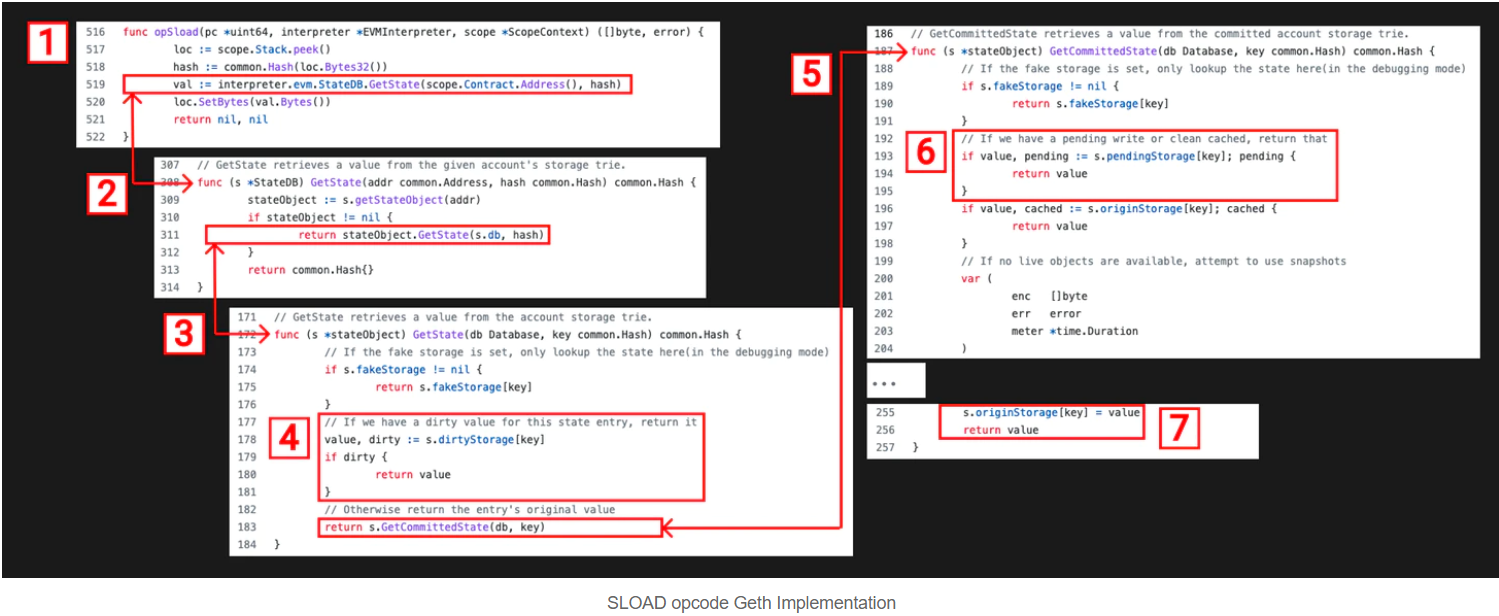 1
516 func opSload(pc *uint64, interpreter *EVMInterpreter, scope *ScopeContext) ([]byte, error) {
517 loc := scope.Stack.peek()
518 hash := common.Hash(loc.Bytes32())
519 val := interpreter.evm.StateDB.GetState(scope.Contract.Address(), hash)
520 loc.SetBytes(val.Bytes())
521 return nil, nil
522 }
2
307 // GetState retrieves a value from the given account's storage trie.
308 func (s *StateDB) GetState(addr common.Address, hash common.Hash) common.Hash {
309 stateObject := s.getStateObject(addr)
310 if stateObject != nil {
311 return stateObject.GetState(s.db, hash)
312 }
313 return common.Hash{}
314 }
3
171 // GetState retrieves a value from the account storage trie.
172 func (s *stateObject) GetState(db Database, key common.Hash) common.Hash {
173 // If the fake storage is set, only lookup the state here(in the debugging mode)
174 if s.fakeStorage != nil {
175 return s.fakeStorage[key]
176 }
4
177 // If we have a dirty value for this state entry, return it
178 value, dirty := s.dirtyStorage[key]
179 if dirty {
180 return value
181 }
182 // Otherwise return the entry's original value
183 return s.GetCommittedState(db, key)
184 }
5
186 // GetCommittedState retrieves a value from the committed account storage trie.
187 func (s *stateObject) GetCommittedState(db Database, key common.Hash) common.Hash {
188 // If the fake storage is set, only lookup the state here(in the debugging mode)
189 if s.fakeStorage != nil {
190 return s.fakeStorage[key]
191 }
6
192 // If we have a pending write or clean cached, return that
193 if value, pending := s.pendingStorage[key]; pending {
194 return value
195 }
196 if value, cached := s.originStorage[key]; cached {
197 return value
198 }
199 // If no live objects are available, attempt to use snapshots
200 var (
201 enc []byte
202 err error
203 meter *time.Duration
204 )
...
255 s.originStorage[key] = value
256 return value
257 }
7
SLOAD opcode Geth Implementation